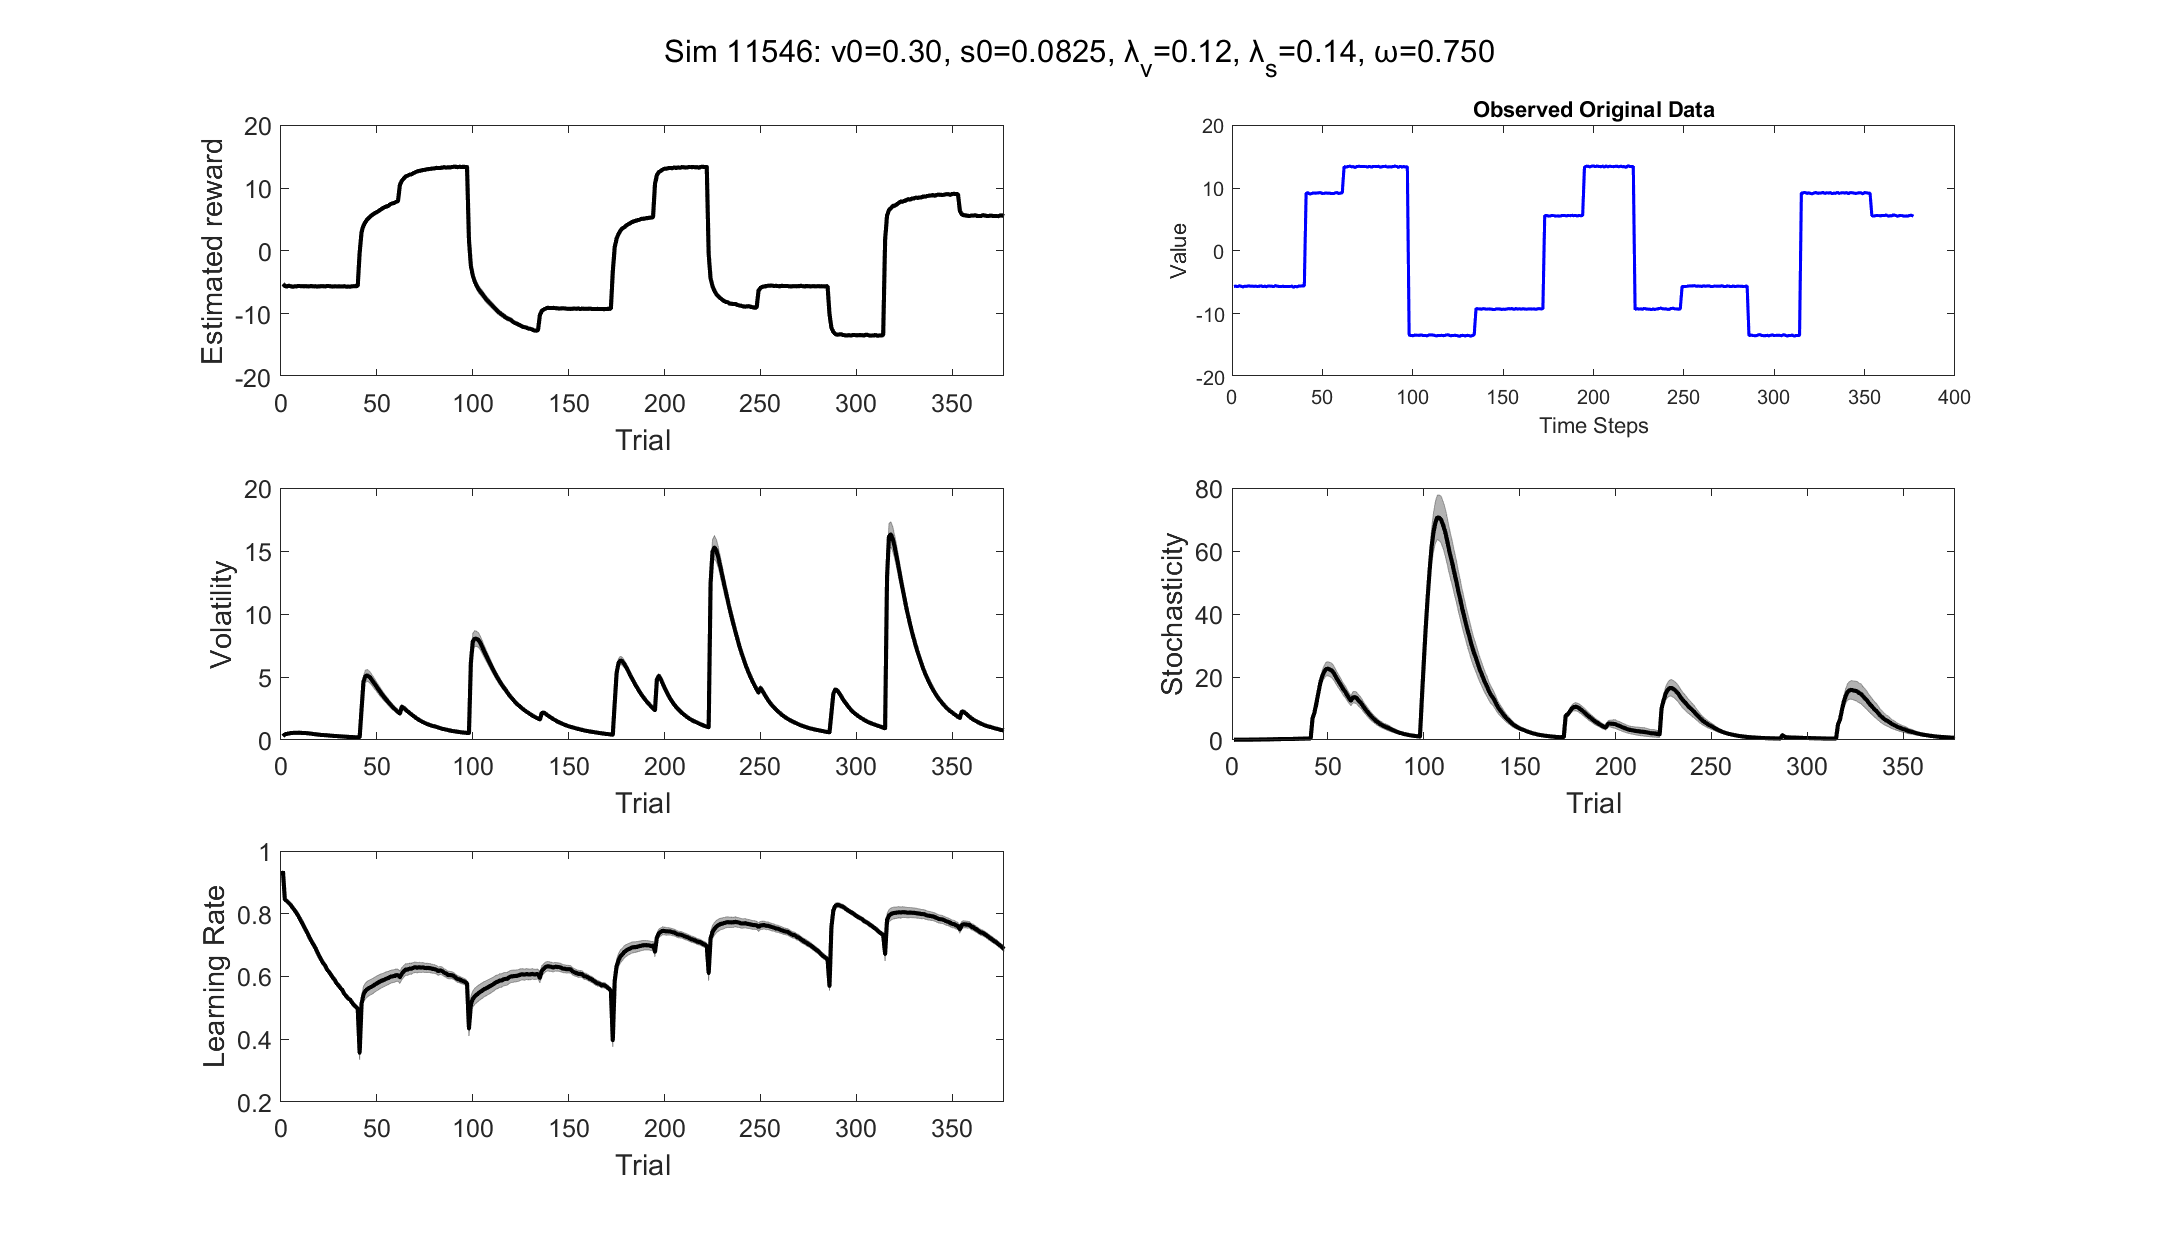 Sim 11546: v0=0.30, s0=0.0825, λv=0.12, λs=0.14, ω=0.750
Estimated reward
20
10
0
-10
-20
0 50 100 150 200 250 300 350
Trial
Observed Original Data
Value
20
10
0
-10
-20
0 50 100 150 200 250 300 350 400
Time Steps
Volatility
20
15
10
5
0
0 50 100 150 200 250 300 350
Trial
Stochasticity
80
60
40
20
0
0 50 100 150 200 250 300 350
Trial
Learning Rate
1
0.8
0.6
0.4
0.2
0 50 100 150 200 250 300 350
Trial